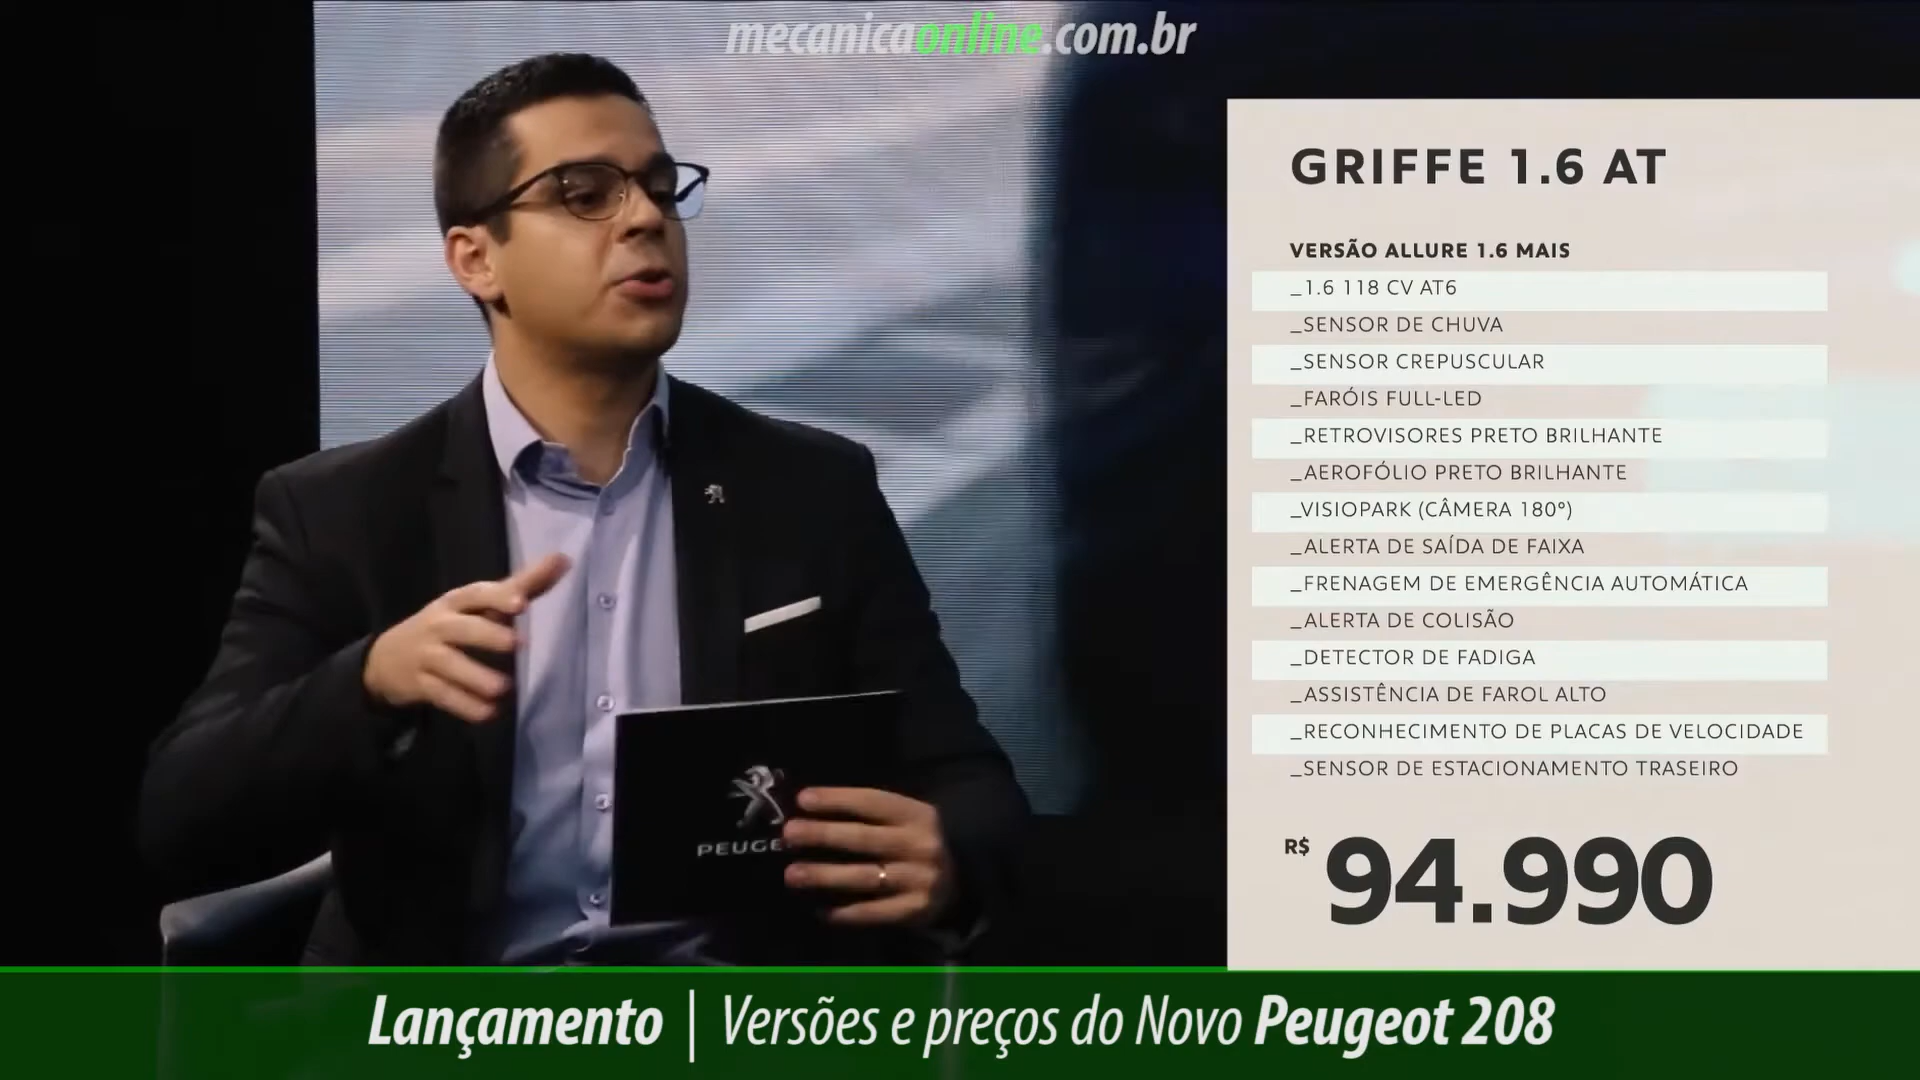 mecanicaonline.com.br
GRIFFE 1.6 AT
VERSÃO ALLURE 1.6 MAIS
_1.6 118 CV AT6
_SENSOR DE CHUVA
_SENSOR CREPUSCULAR
_FARÓIS FULL-LED
_RETROVISORES PRETO BRILHANTE
_AEROFÓLIO PRETO BRILHANTE
_VISIOPARK (CÂMERA 180°)
_ALERTA DE SAÍDA DE FAIXA
_FRENAGEM DE EMERGÊNCIA AUTOMÁTICA
_ALERTA DE COLISÃO
_DETECTOR DE FADIGA
_ASSISTÊNCIA DE FAROL ALTO
_RECONHECIMENTO DE PLACAS DE VELOCIDADE
_SENSOR DE ESTACIONAMENTO TRASEIRO
R$ 94.990
PEUGE
Lançamento | Versões e preços do Novo Peugeot 208